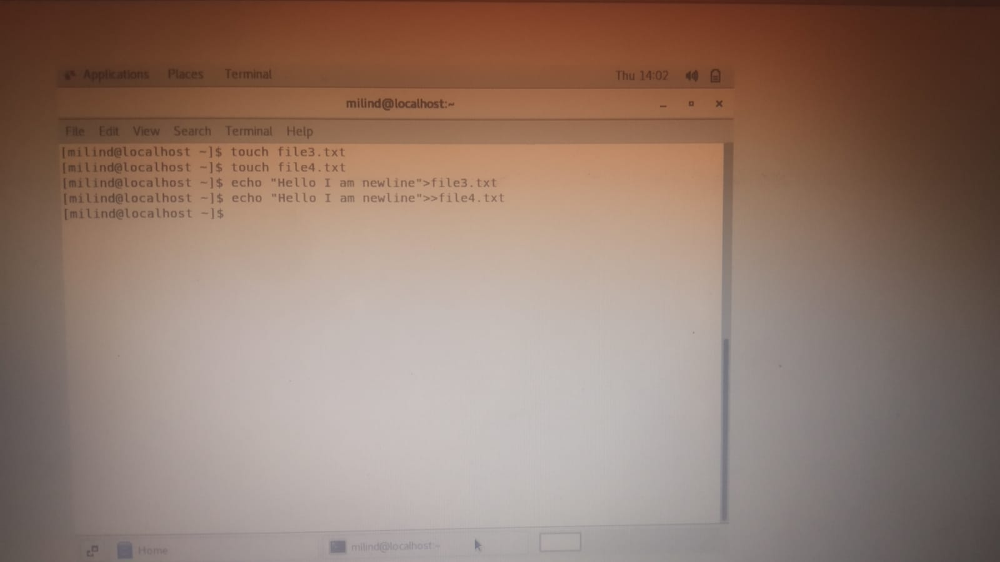 Applications Places Terminal Thu 14:02
milind@localhost:~
File Edit View Search Terminal Help
[milind@localhost ~]$ touch file3.txt
[milind@localhost ~]$ touch file4.txt
[milind@localhost ~]$ echo "Hello I am newline">file3.txt
[milind@localhost ~]$ echo "Hello I am newline">>file4.txt
[milind@localhost ~]$
Home milind@localhost:~